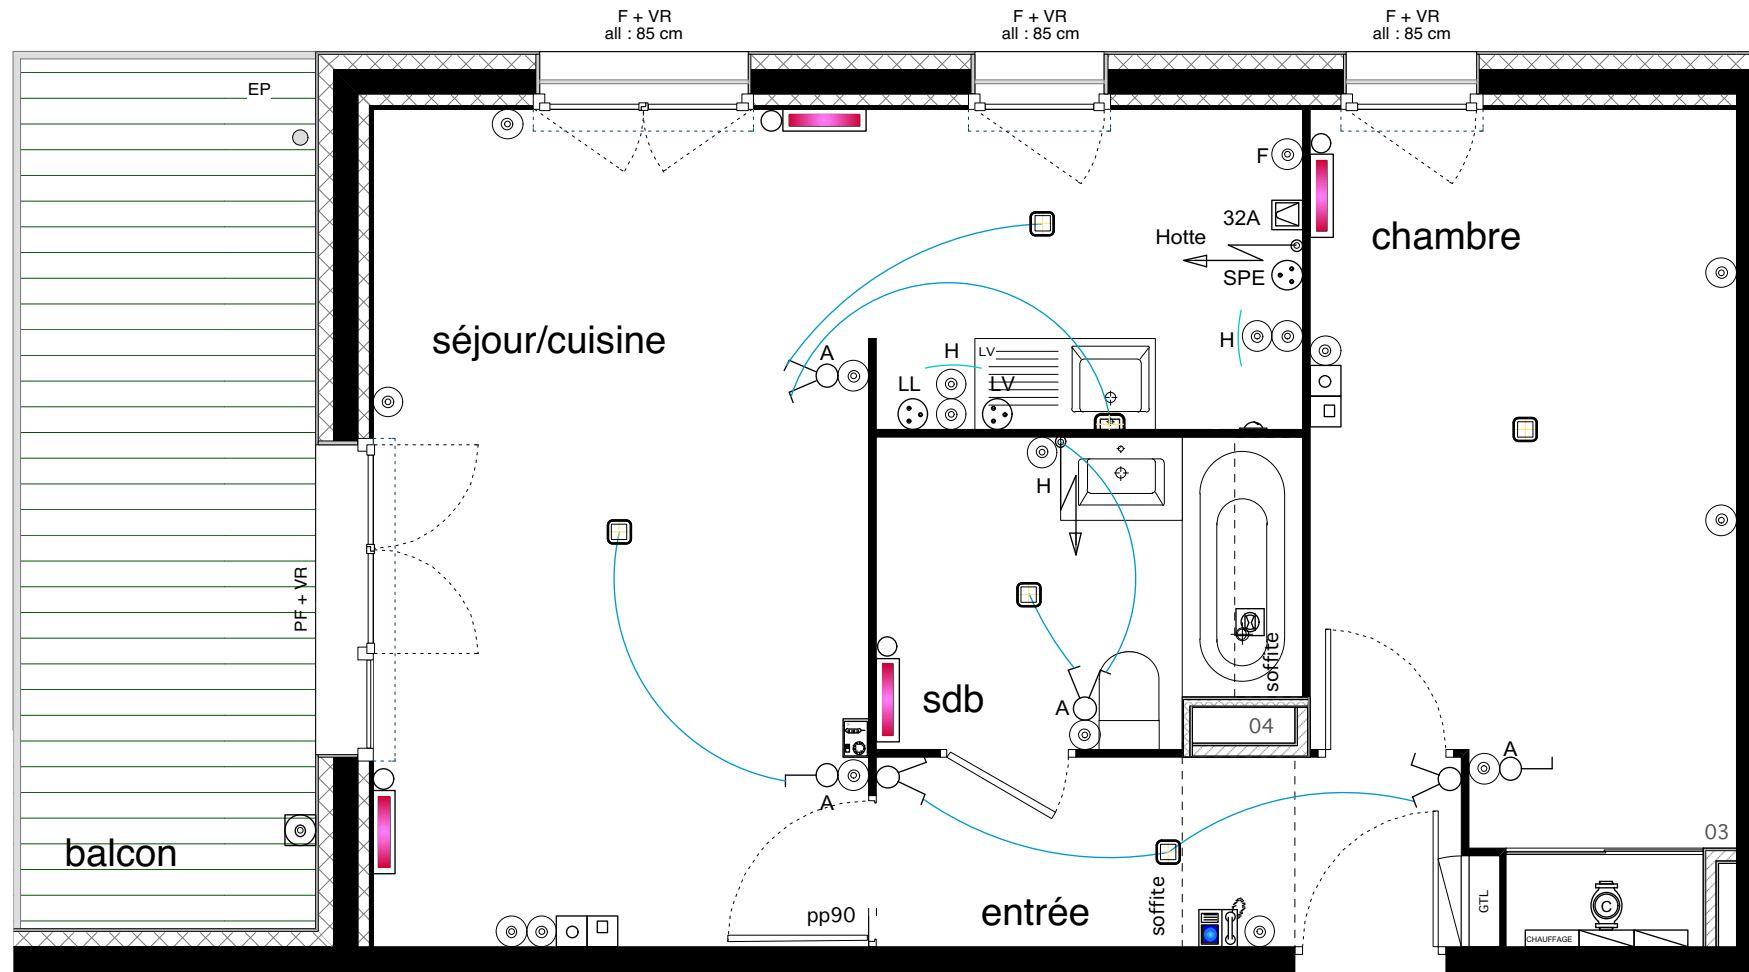 F + VR
all : 85 cm
F + VR
all : 85 cm
F + VR
all : 85 cm
EP
F
32A
Hotte
SPE
chambre
séjour/cuisine
A
H
LV
H
LL
LV
H
PF + VR
soffite
sdb
A
04
A
A
03
balcon
pp90
entrée
soffite
GTL
C
CHAUFFAGE